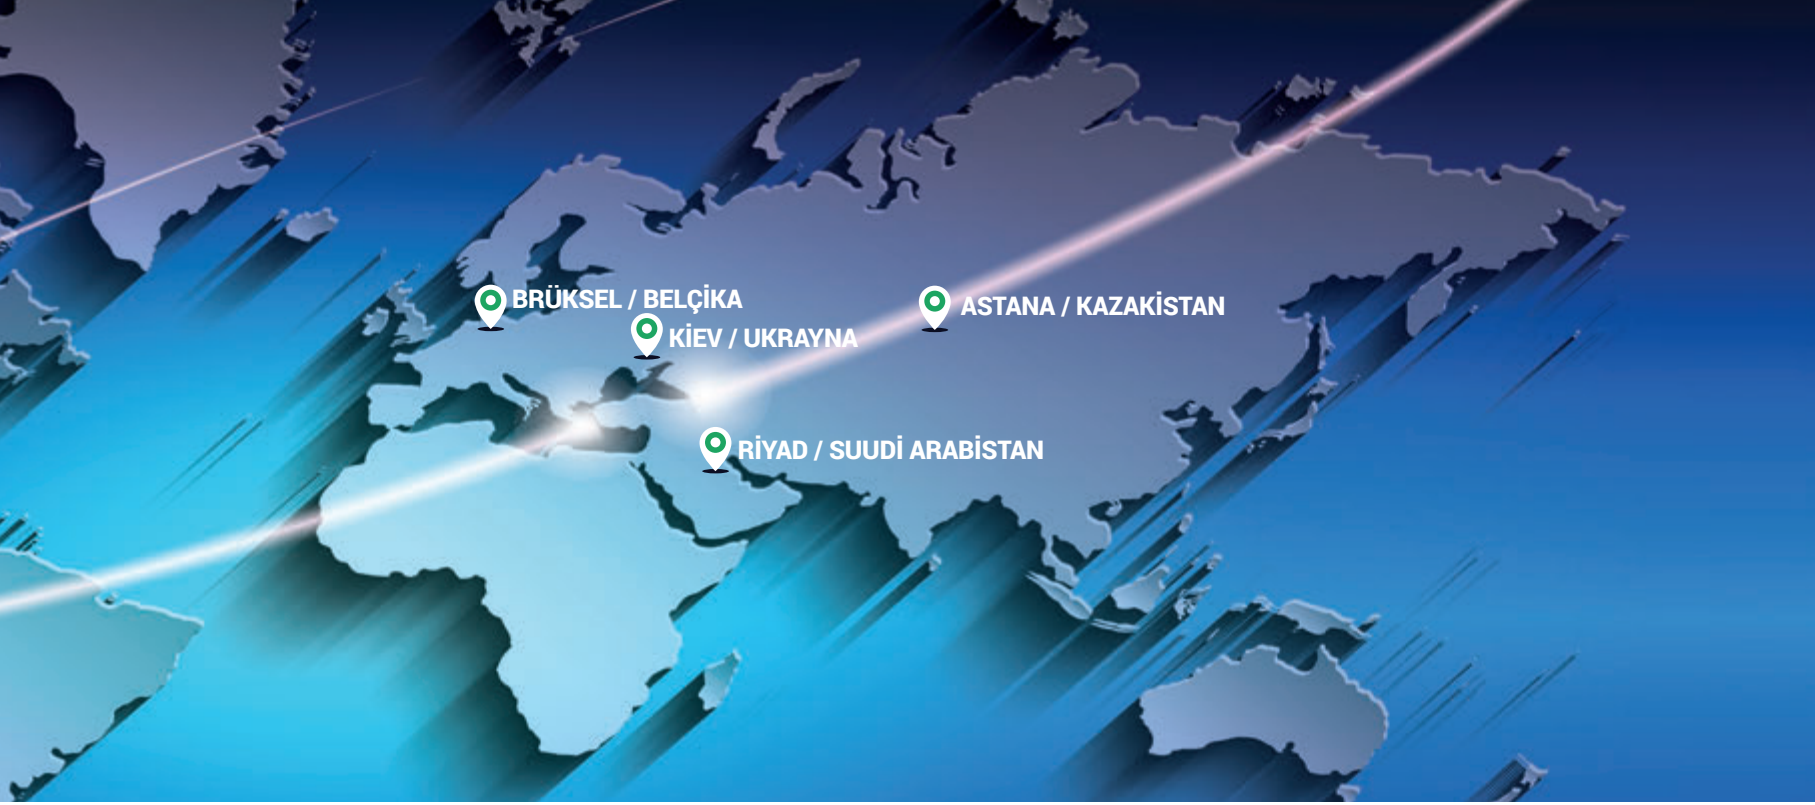 BRÜKSEL / BELÇİKA
KİEV / UKRAYNA
ASTANA / KAZAKİSTAN
RİYAD / SUUDİ ARABİSTAN